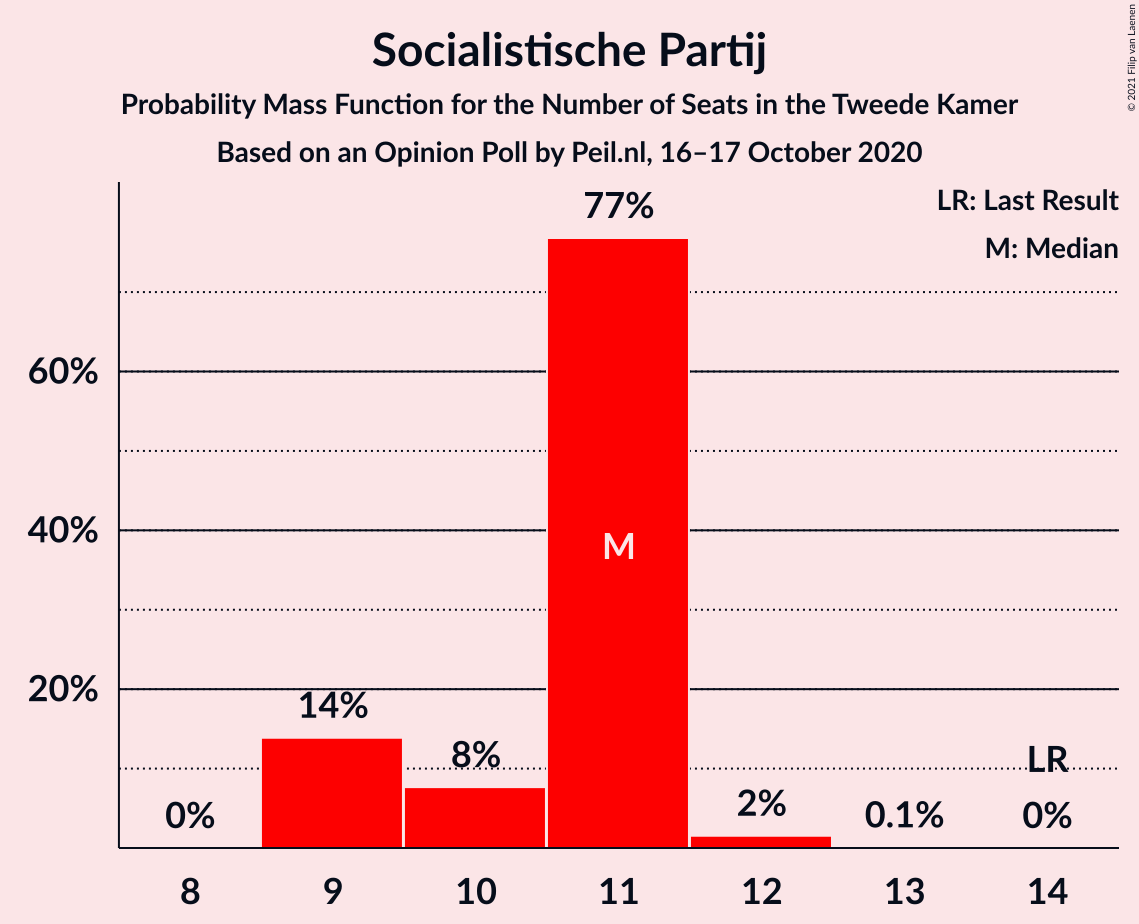 Socialistische Partij
Probability Mass Function for the Number of Seats in the Tweede Kamer
Based on an Opinion Poll by Peil.nl, 16–17 October 2020
© 2021 Filip van Laenen
LR: Last Result
M: Median
77%
60%
40%
M
20%
14%
8%
LR
0%
2%
0.1%
0%
8 9 10 11 12 13 14